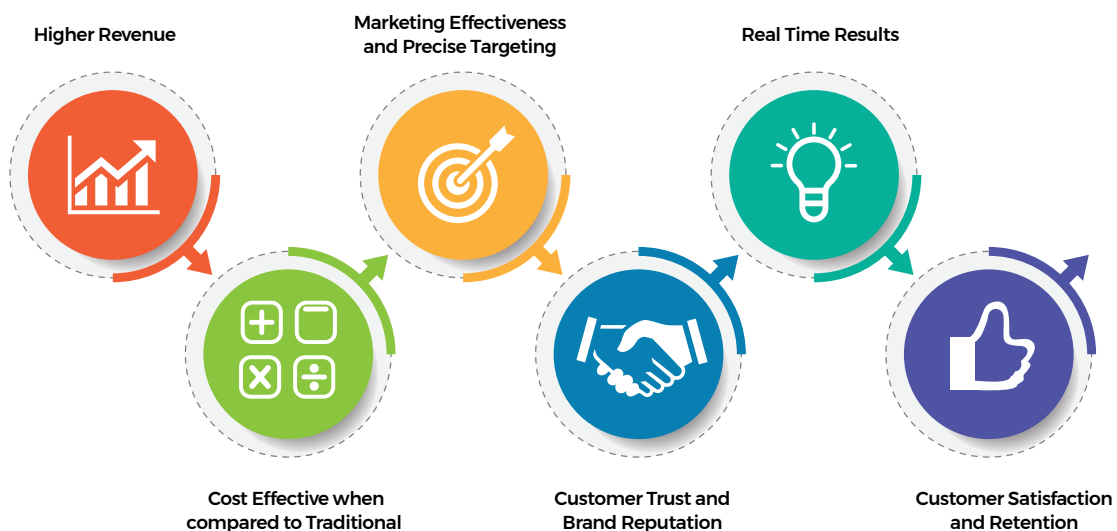 Higher Revenue
Marketing Effectiveness
and Precise Targeting
Real Time Results
Cost Effective when
compared to Traditional
Customer Trust and
Brand Reputation
Customer Satisfaction
and Retention